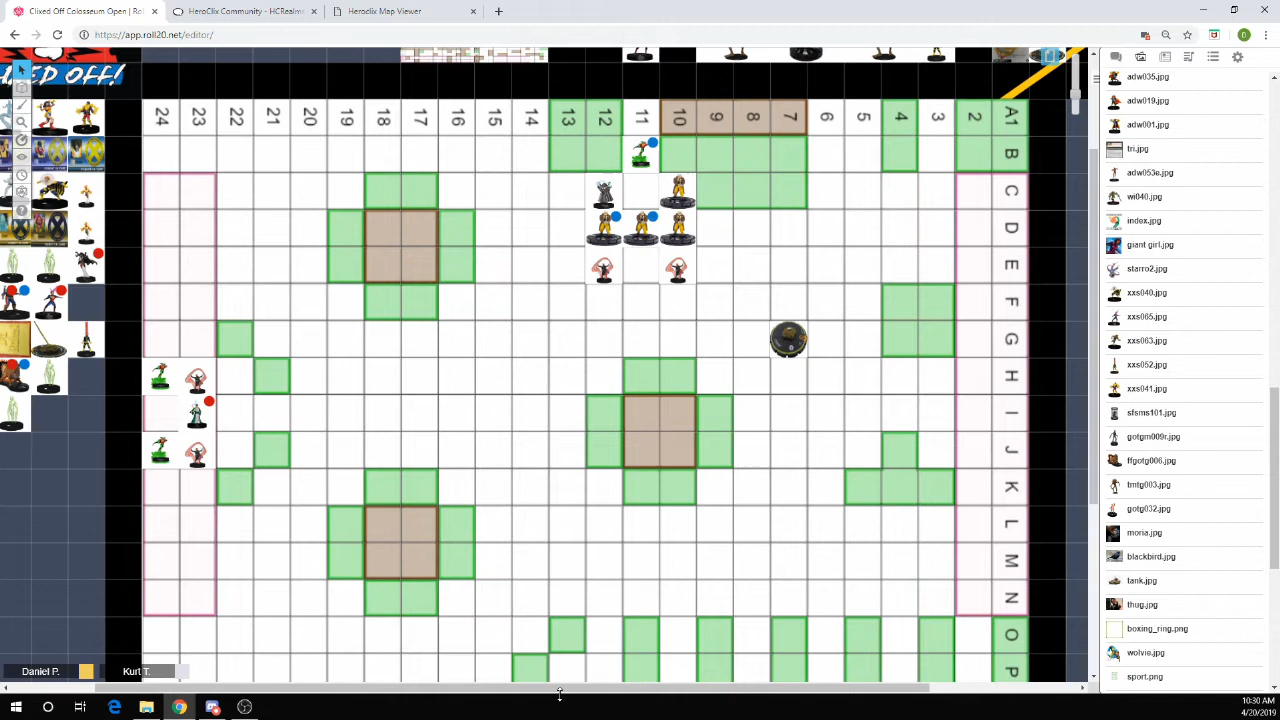 Clixed Off Colosseum Open | Rol
HeroClix Community - HCRealms
Heroclix Map Viewer
https://app.roll20.net/editor/
ED OFF!
24 23 22 21 20 19 18 17 16 15 14 13 12 11 10 9 8 7 6 5 4 3 2 A1
B
C
D
E
F
G
H
I
J
K
L
M
N
O
P
adw035.jpg
adw019.jpg
adw001.jpg
tri.jpg
adw053e.jpg
wi040.jpg
index.jpg
giant girl.jpg
starro2.jpg
xxs040.jpg
xxs065.jpg
xxs063.jpg
xxs052.jpg
xxs041.jpg
sfsms101.jpg
gotgm009r.jpg
ffgotg006.jpg
tmtg003.jpg
gotg032.jpg
moria.jpg
blackbird.jpg
tank.jpg
thug.jpg
boxing_ring.png
wolvie.jpg
sport.png
Daniel P.
Kurt T.
10:30 AM
4/20/2019